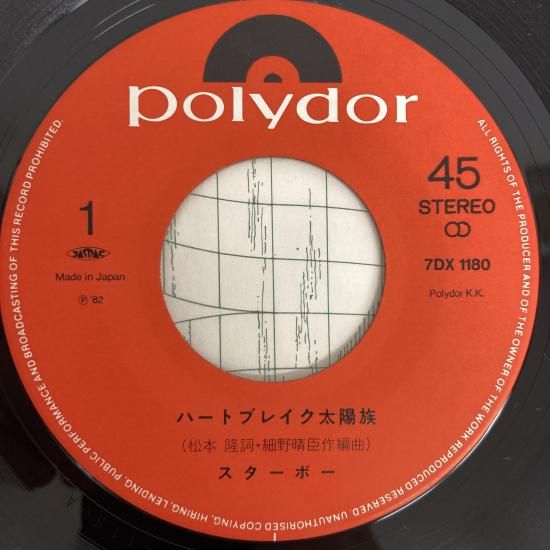 polydor
1
JASRAC
Made in Japan
℗'82
45
STEREO
7DX 1180
Polydor K.K.
ハートブレイク太陽族
(松本 隆詞・細野晴臣作編曲)
スターボー
ALL RIGHTS OF THE PRODUCER AND OF THE OWNER OF THE WORK REPRODUCED RESERVED. UNAUTHORISED COPYING, HIRING, LENDING, PUBLIC PERFORMANCE AND BROADCASTING OF THIS RECORD PROHIBITED.